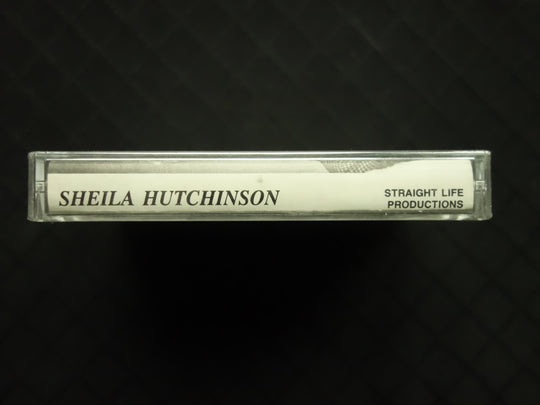 SHEILA HUTCHINSON
STRAIGHT LIFE
PRODUCTIONS